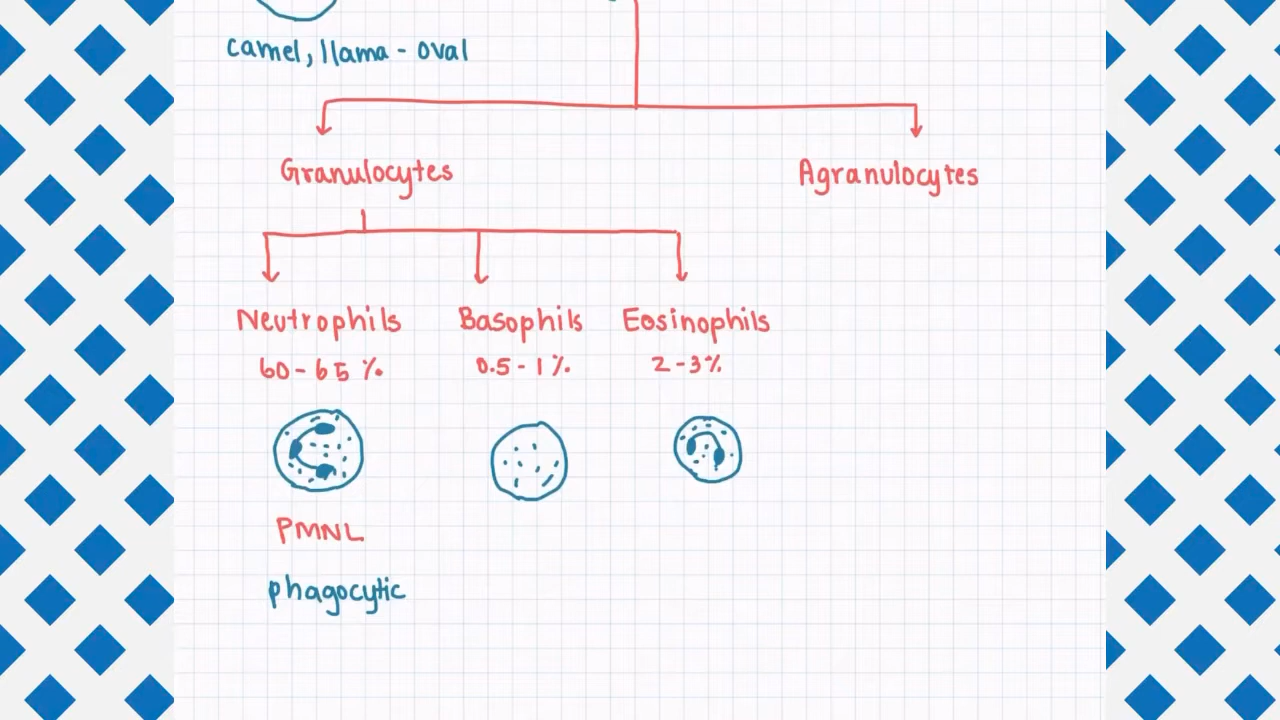 camel, llama - oval
Granulocytes
Agranulocytes
Neutrophils
Basophils
Eosinophils
60 - 65 %
0.5 - 1 %
2 - 3 %
PMNL
phagocytic